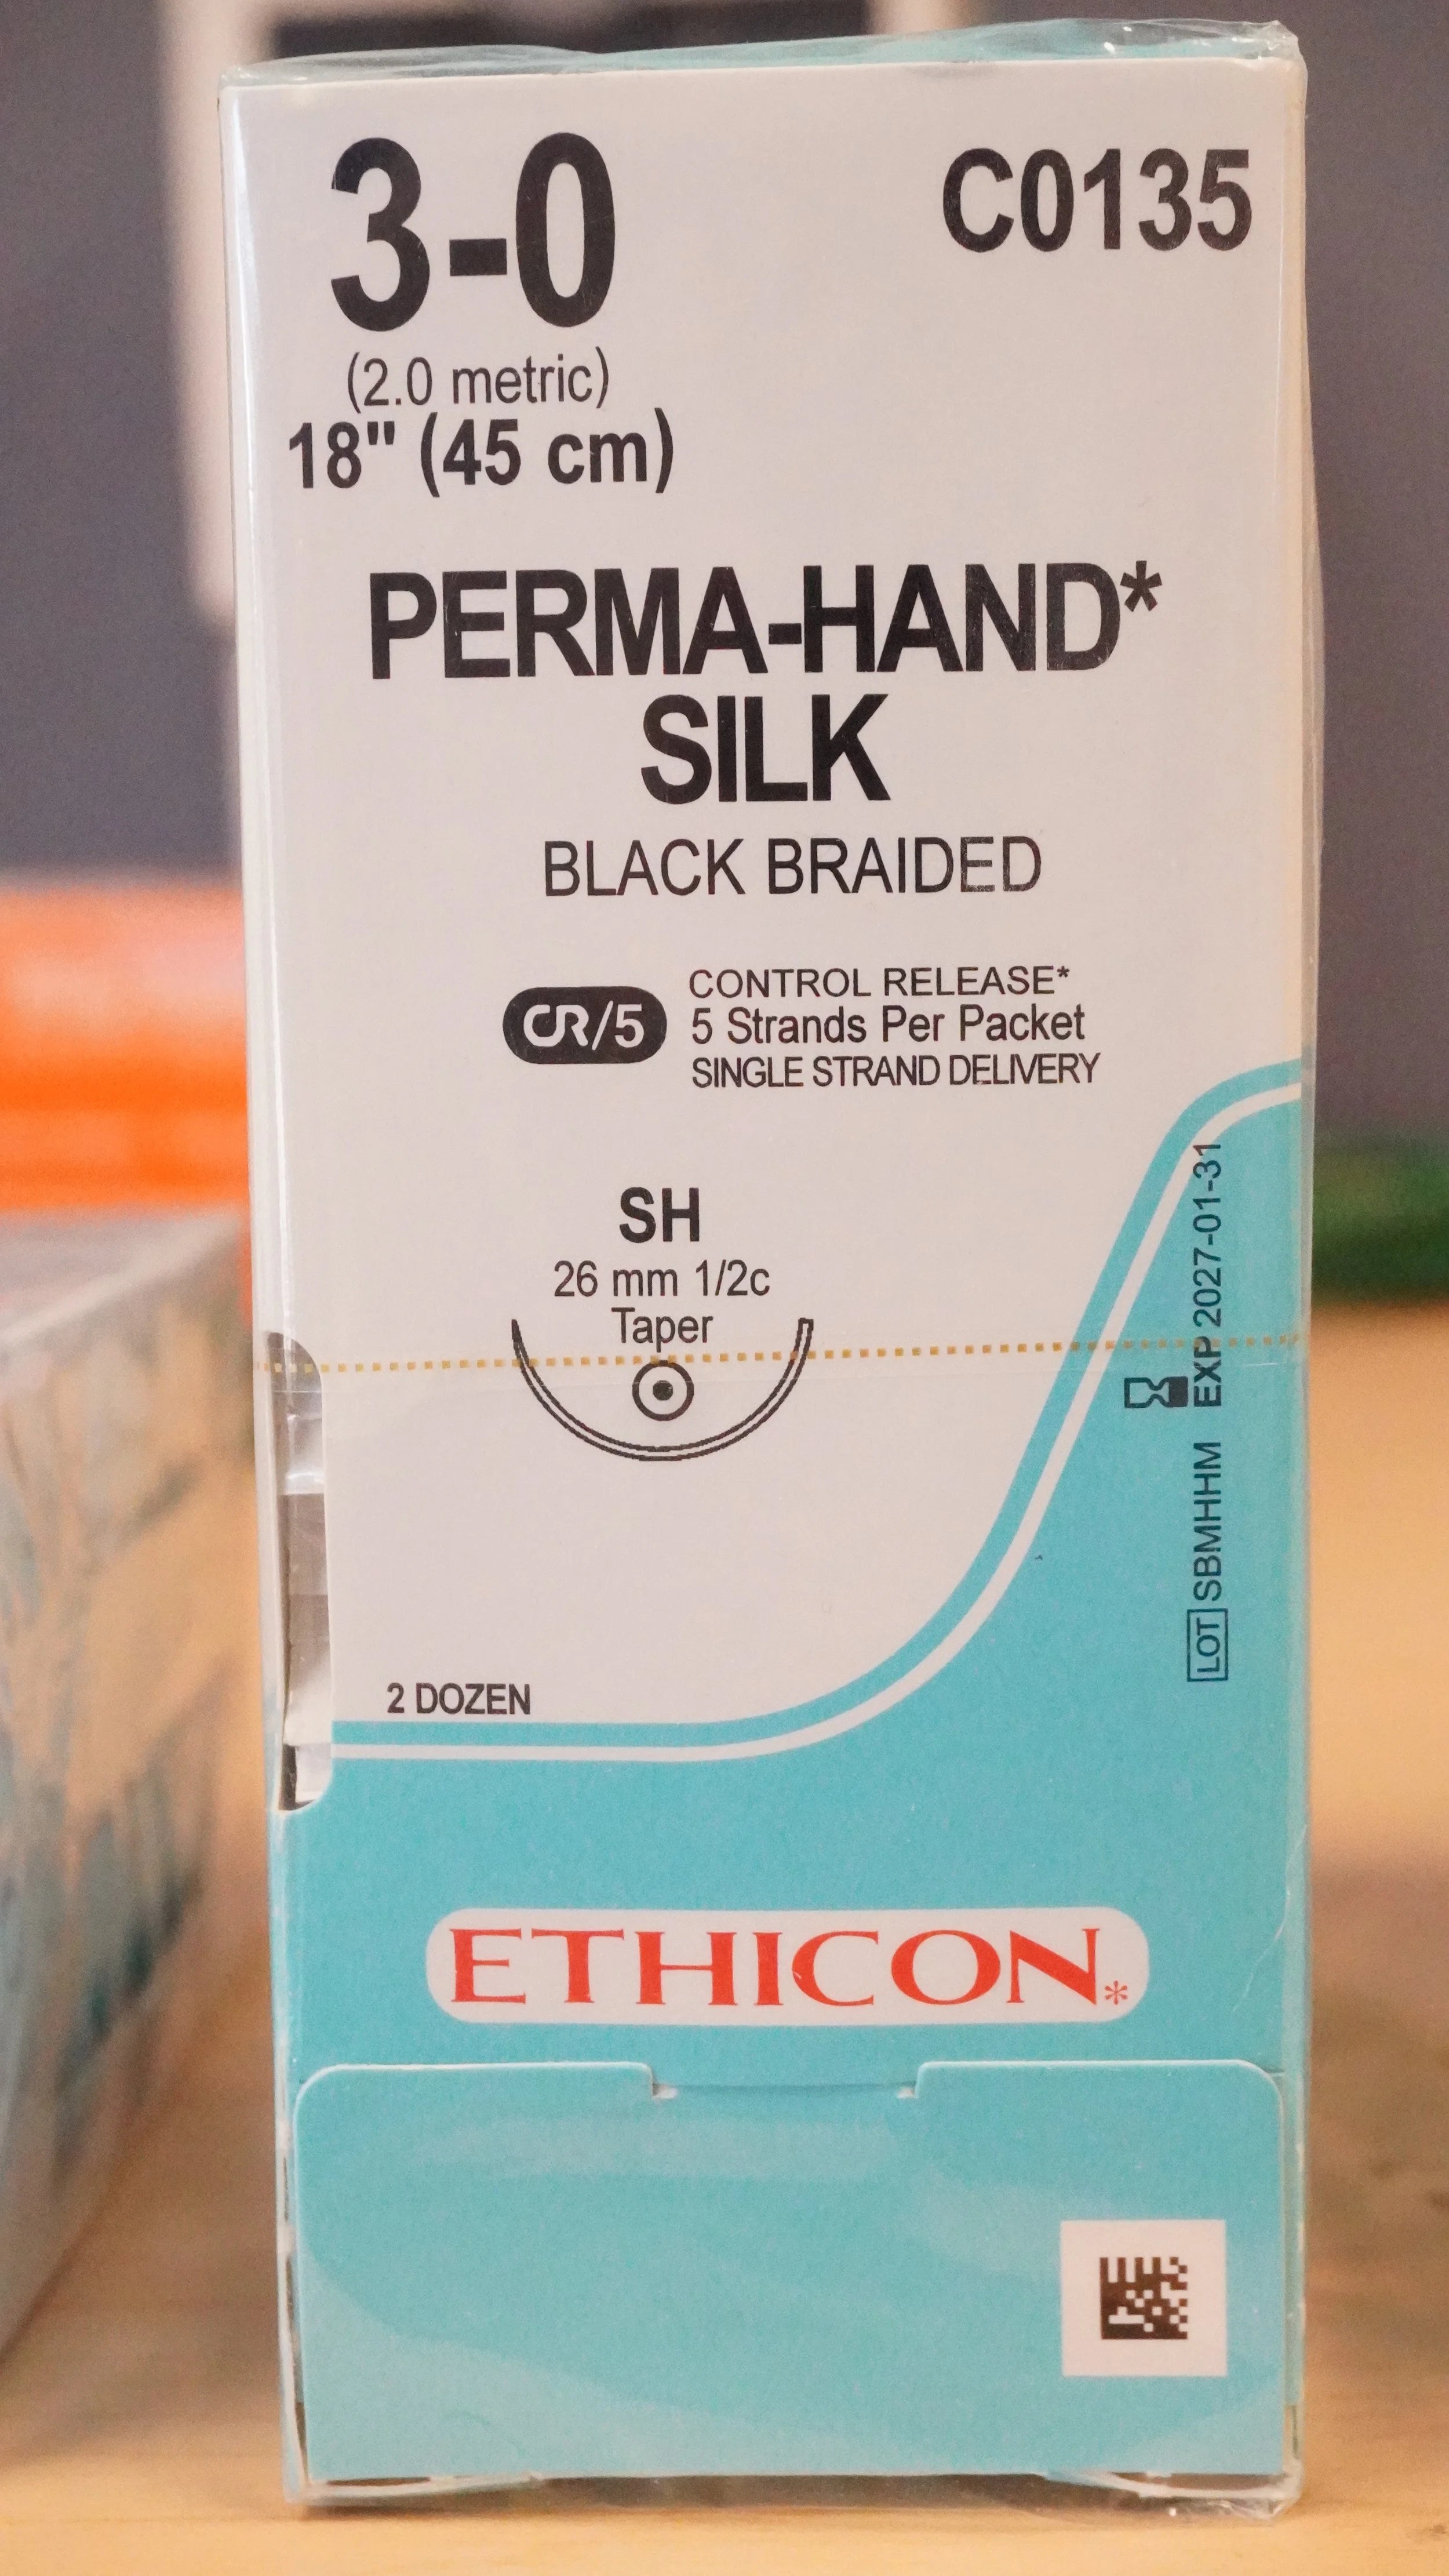 3-0
C0135
(2.0 metric)
18" (45 cm)
PERMA-HAND*
SILK
BLACK BRAIDED
CR/5
CONTROL RELEASE*
5 Strands Per Packet
SINGLE STRAND DELIVERY
SH
26 mm 1/2c
Taper
LOT SBMHHM EXP 2027-01-31
2 DOZEN
ETHICON*